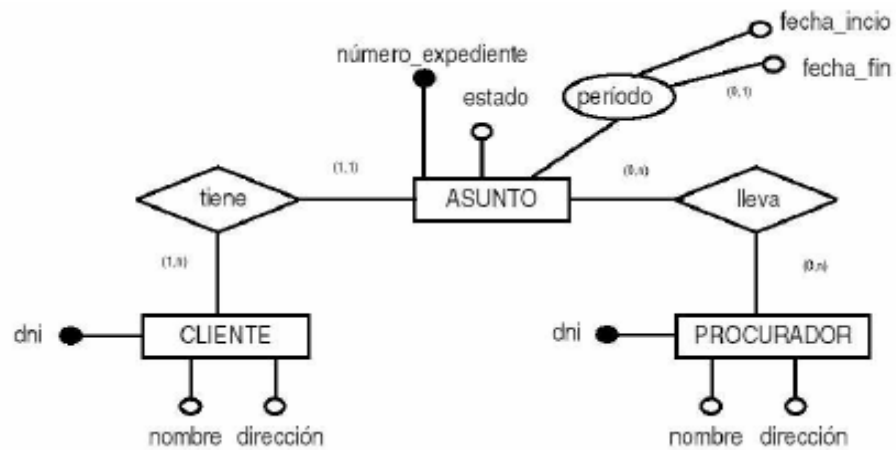 fecha_incio
número_expediente
fecha_fin
estado
período
(0,1)
(1,1)
(0,n)
tiene
ASUNTO
lleva
(1,n)
(0,n)
dni
CLIENTE
dni
PROCURADOR
nombre
dirección
nombre
dirección